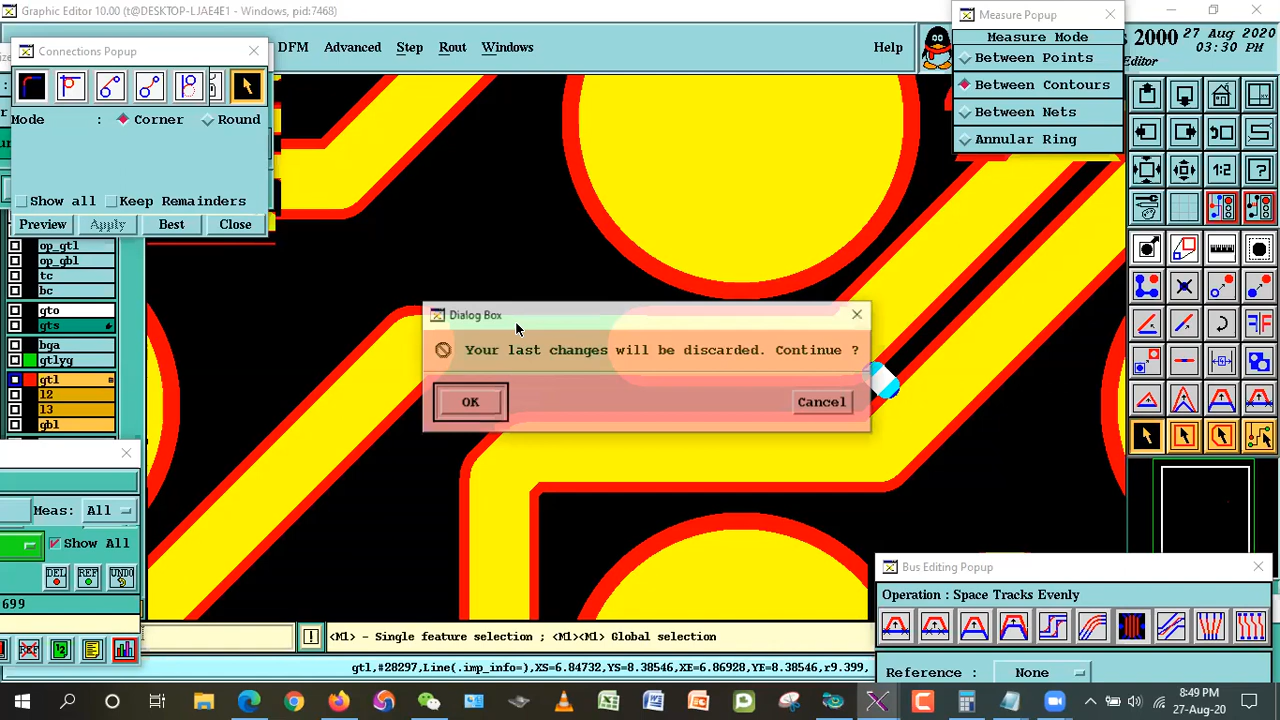 Graphic Editor 10.00 (t@DESKTOP-LJAE4E1 - Windows, pid:7468)
Measure Popup
Measure Mode
Between Points
Between Contours
Between Nets
Annular Ring
2000
27 Aug 2020
03:30 PM
Editor
Connections Popup
DFM
Advanced
Step
Rout
Windows
Help
Mode : Corner Round
Show all Keep Remainders
Preview Apply Best Close
1:2
op_gtl
op_gbl
tc
bc
gto
gts
bga
gtlyg
gtl
l2
l3
gbl
Dialog Box
Your last changes will be discarded. Continue ?
OK Cancel
Meas: All
Show All
DEL REF UNDO
699
<M1> - Single feature selection ; <M1><M1> Global selection
gtl,#28297,Line(.imp_info=),XS=6.84732,YS=8.38546,XE=6.86928,YE=8.38546,r9.399,
Bus Editing Popup
Operation : Space Tracks Evenly
Reference : None
8:49 PM
27-Aug-20